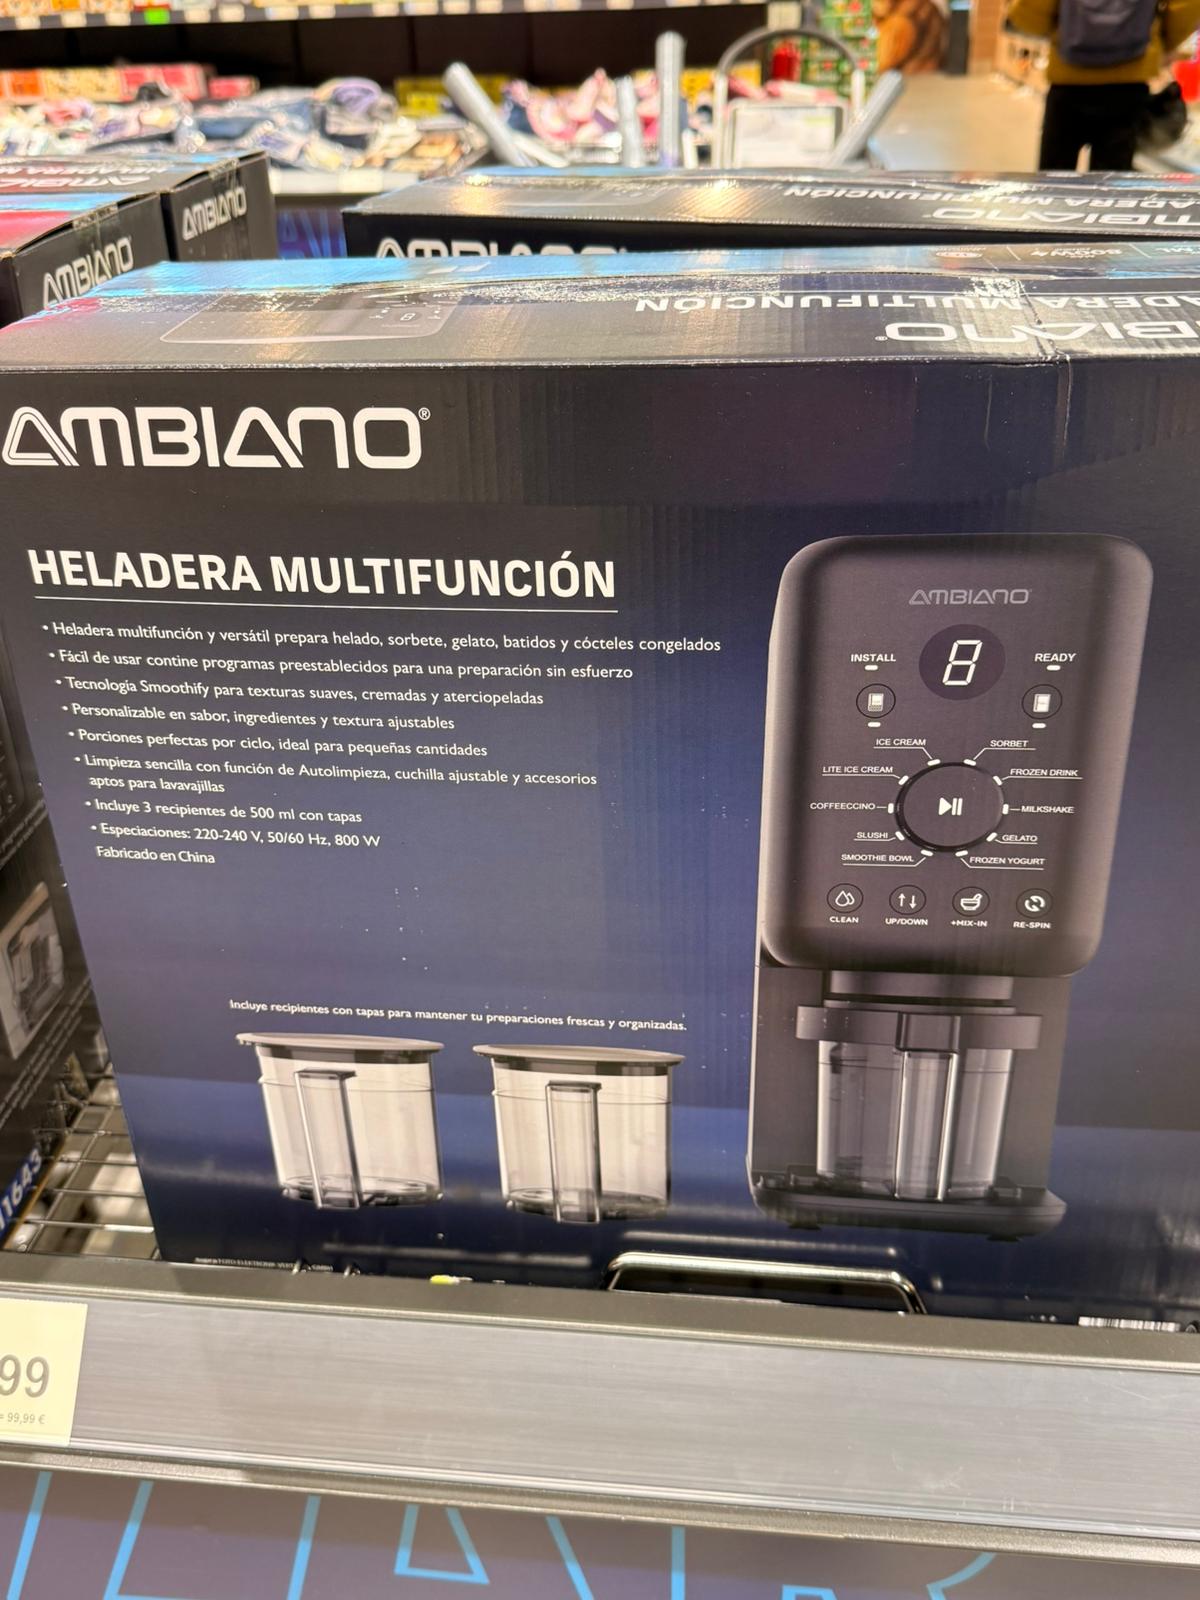 AMBIANO
AMBIANO
HELADERA MULTIFUNCIÓN
AMBIANO®
HELADERA MULTIFUNCIÓN
• Heladera multifunción y versátil prepara helado, sorbete, gelato, batidos y cócteles congelados
• Fácil de usar contine programas preestablecidos para una preparación sin esfuerzo
• Tecnología Smoothify para texturas suaves, cremadas y aterciopeladas
• Personalizable en sabor, ingredientes y textura ajustables
• Porciones perfectas por ciclo, ideal para pequeñas cantidades
• Limpieza sencilla con función de Autolimpieza, cuchilla ajustable y accesorios
aptos para lavavajillas
• Incluye 3 recipientes de 500 ml con tapas
• Especiaciones: 220-240 V, 50/60 Hz, 800 W
Fabricado en China
Incluye recipientes con tapas para mantener tu preparaciones frescas y organizadas.
AMBIANO
8
INSTALL
READY
ICE CREAM
SORBET
LITE ICE CREAM
FROZEN DRINK
COFFEECCINO
MILKSHAKE
SLUSHI
GELATO
SMOOTHIE BOWL
FROZEN YOGURT
CLEAN
UP/DOWN
+MIX-IN
RE-SPIN
99
= 99,99 €